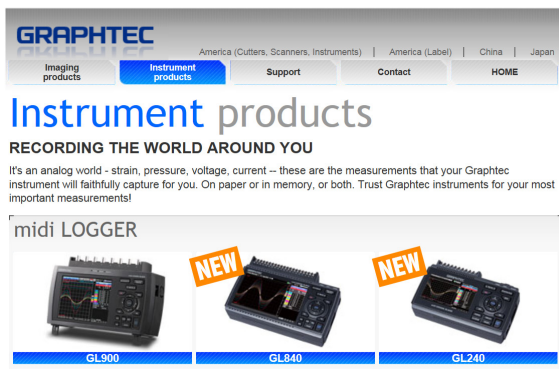 GRAPHTEC
America (Cutters, Scanners, Instruments) | America (Label) | China | Japan
Imaging products
Instrument products
Support
Contact
HOME
Instrument products
RECORDING THE WORLD AROUND YOU
It's an analog world - strain, pressure, voltage, current -- these are the measurements that your Graphtec
instrument will faithfully capture for you. On paper or in memory, or both. Trust Graphtec instruments for your most
important measurements!
midi LOGGER
NEW
NEW
GL900
GL840
GL240